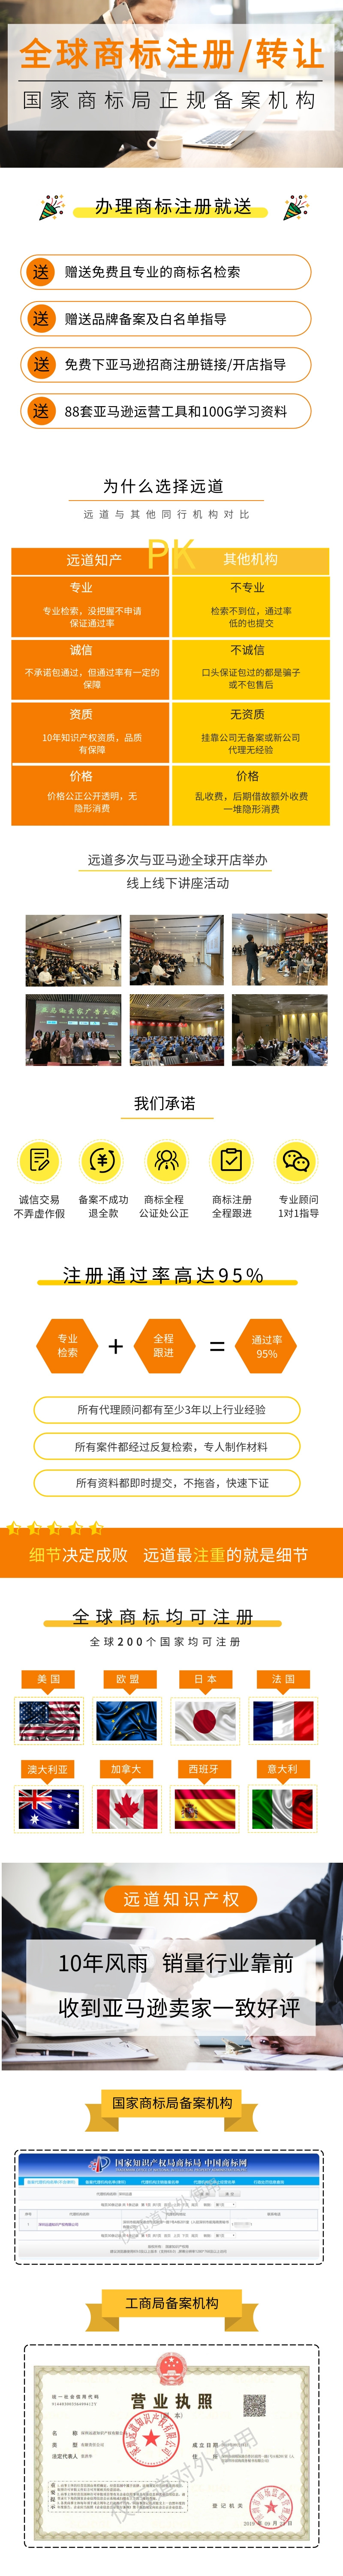 全球商标注册/转让
国家商标局正规备案机构
办理商标注册就送
送 赠送免费且专业的商标名检索
送 赠送品牌备案及白名单指导
送 免费下亚马逊招商注册链接/开店指导
送 88套亚马逊运营工具和100G学习资料
为什么选择远道
远道与其他同行机构对比
远道知产 PK 其他机构
专业
专业检索，没把握不申请
保证通过率
不专业
检索不到位，通过率
低的也提交
诚信
不承诺包通过，但通过率有一定的
保障
不诚信
口头保证包过的都是骗子
或不包售后
资质
10年知识产权资质，品质
有保障
无资质
挂靠公司无备案或新公司
代理无经验
价格
价格公正公开透明，无
隐形消费
价格
乱收费，后期借故额外收费
一堆隐形消费
远道多次与亚马逊全球开店举办
线上线下讲座活动
亚马逊卖家广告大会
我们承诺
诚信交易
不弄虚作假
备案不成功
退全款
商标全程
公证处公正
商标注册
全程跟进
专业顾问
1对1指导
注册通过率高达95%
专业
检索
+
全程
跟进
=
通过率
95%
所有代理顾问都有至少3年以上行业经验
所有案件都经过反复检索，专人制作材料
所有资料都即时提交，不拖沓，快速下证
细节决定成败 远道最注重的就是细节
全球商标均可注册
全球200个国家均可注册
美国 欧盟 日本 法国
澳大利亚 加拿大 西班牙 意大利
远道知识产权
10年风雨 销量行业靠前
收到亚马逊卖家一致好评
国家商标局备案机构
国家知识产权局商标局 中国商标网
工商局备案机构
营业执照
统一社会信用代码
名称
类型
法定代表人
成立日期
住所
登记机关